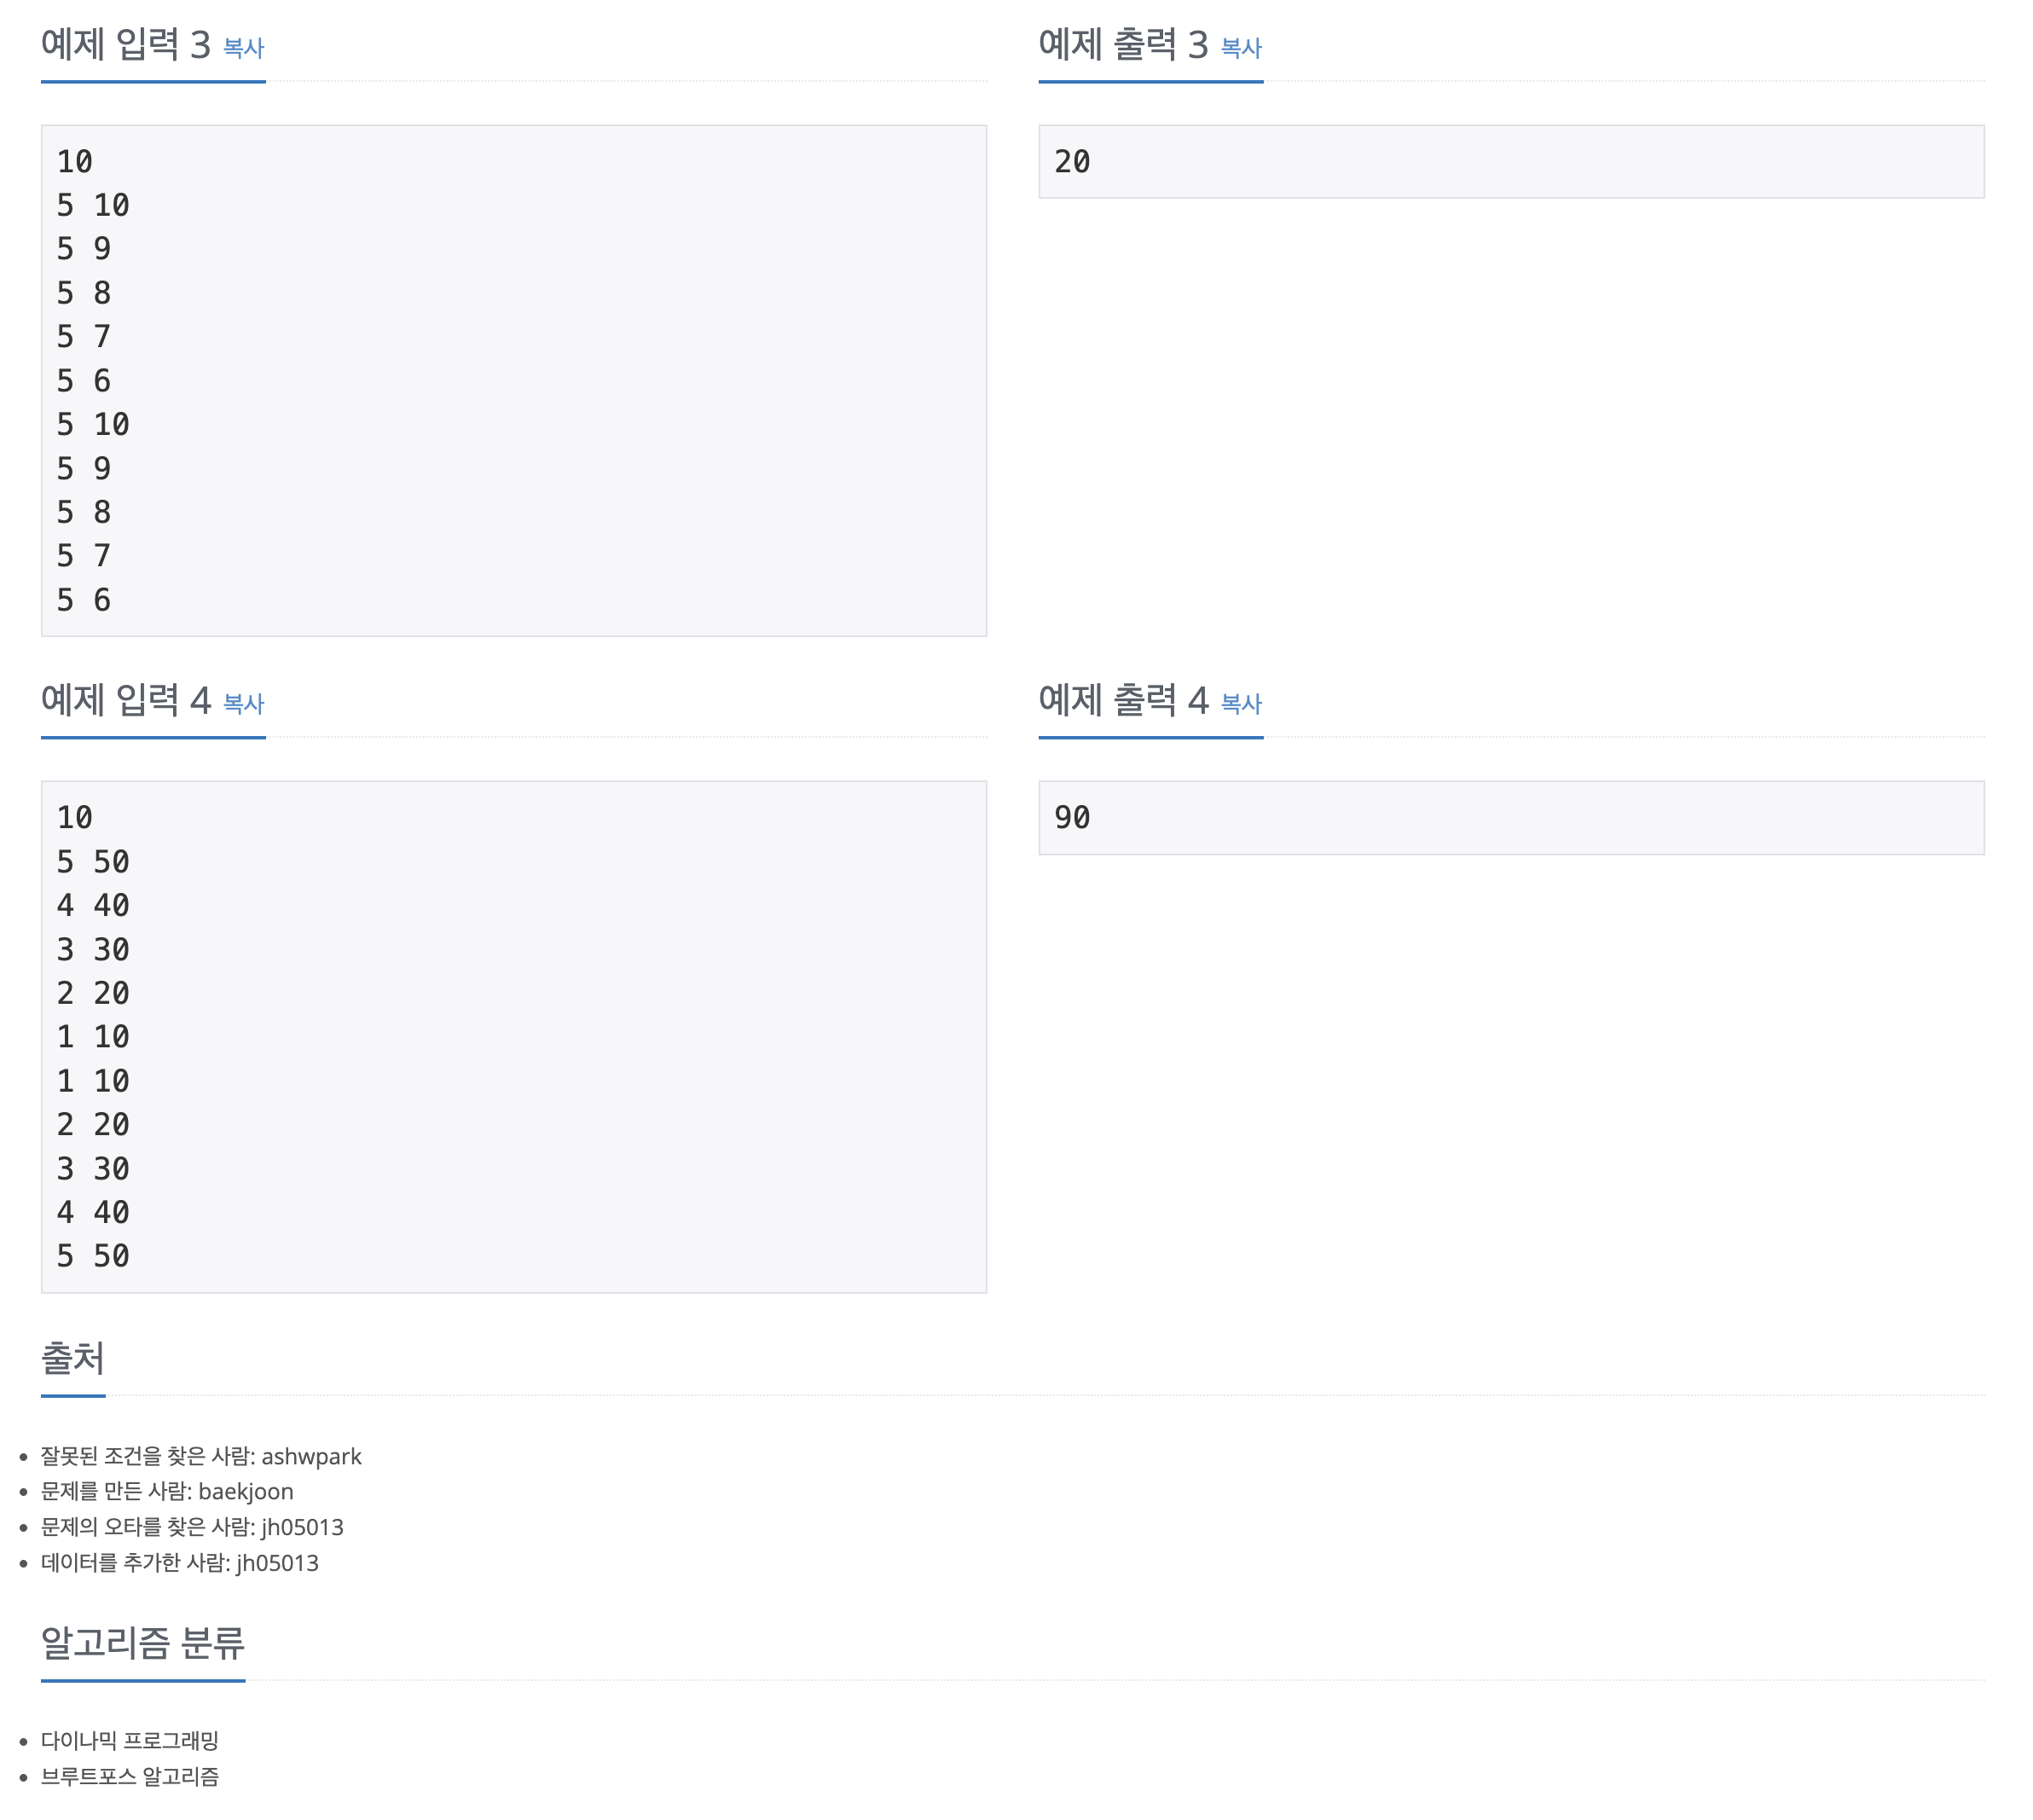 예제 입력 3 복사
10
5 10
5 9
5 8
5 7
5 6
5 10
5 9
5 8
5 7
5 6
예제 출력 3 복사
20
예제 입력 4 복사
10
5 50
4 40
3 30
2 20
1 10
1 10
2 20
3 30
4 40
5 50
예제 출력 4 복사
90
출처
잘못된 조건을 찾은 사람: ashwpark
문제를 만든 사람: baekjoon
문제의 오타를 찾은 사람: jh05013
데이터를 추가한 사람: jh05013
알고리즘 분류
다이나믹 프로그래밍
브루트포스 알고리즘